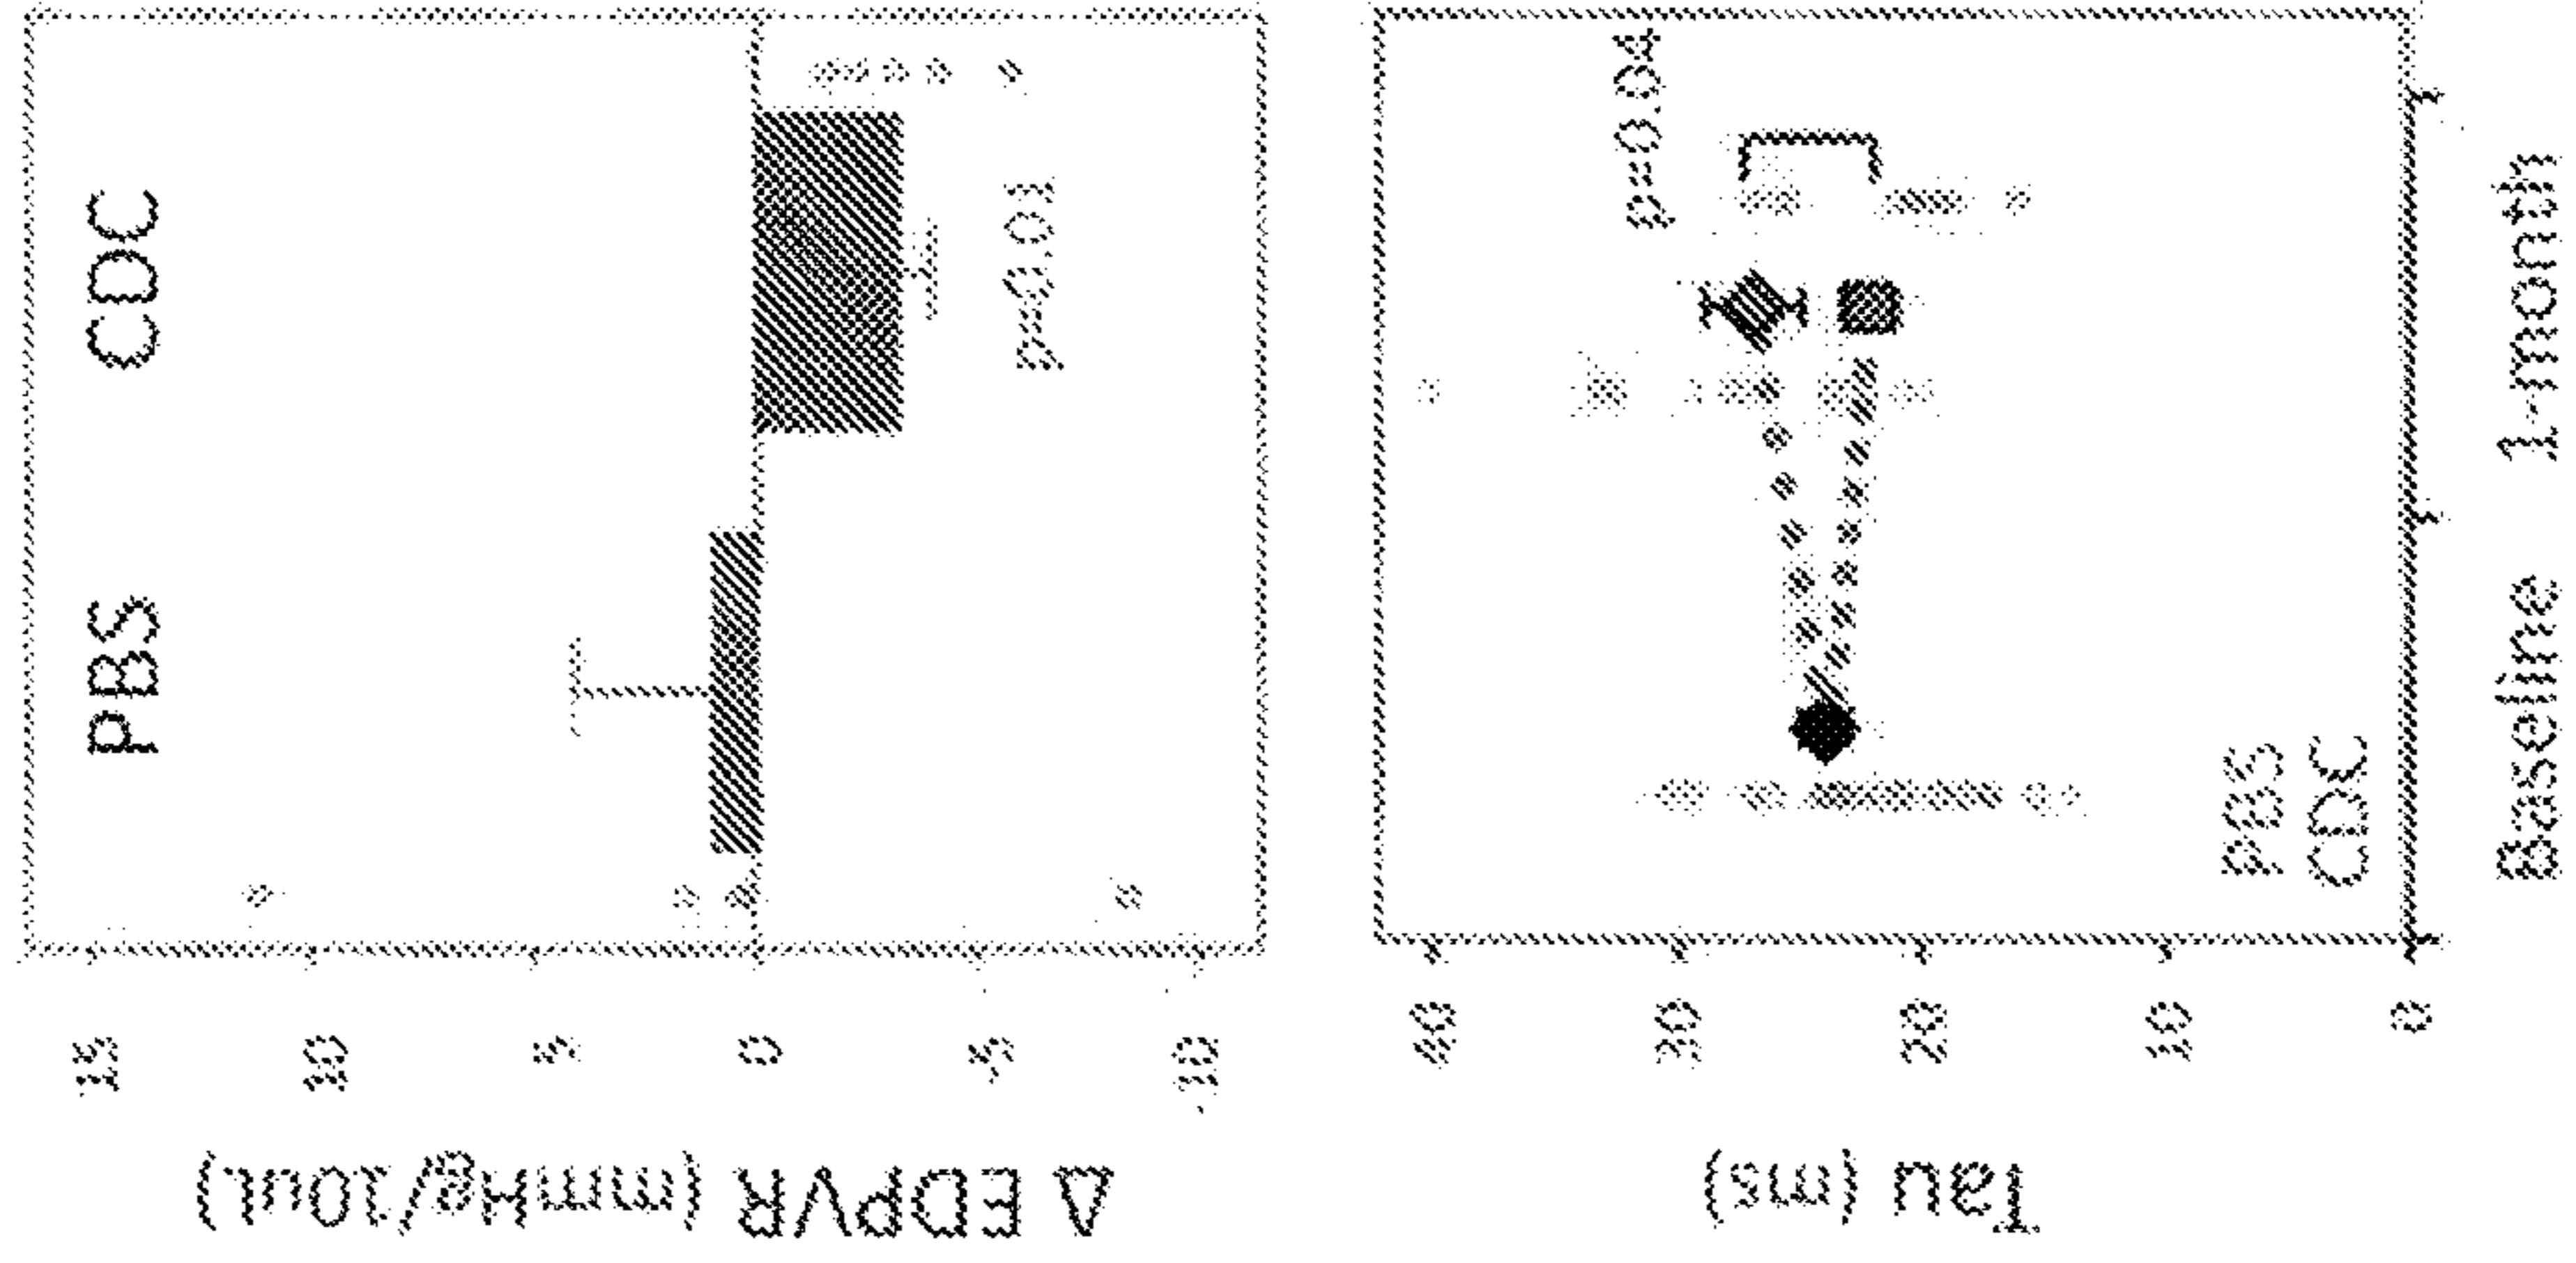 Δ EDPVR (mmHg/10uL)
15
10
5
0
-5
-10
PBS
CDC
p=0.01
Tau (ms)
40
30
20
10
0
p=0.04
PBS
CDC
Baseline
1-month